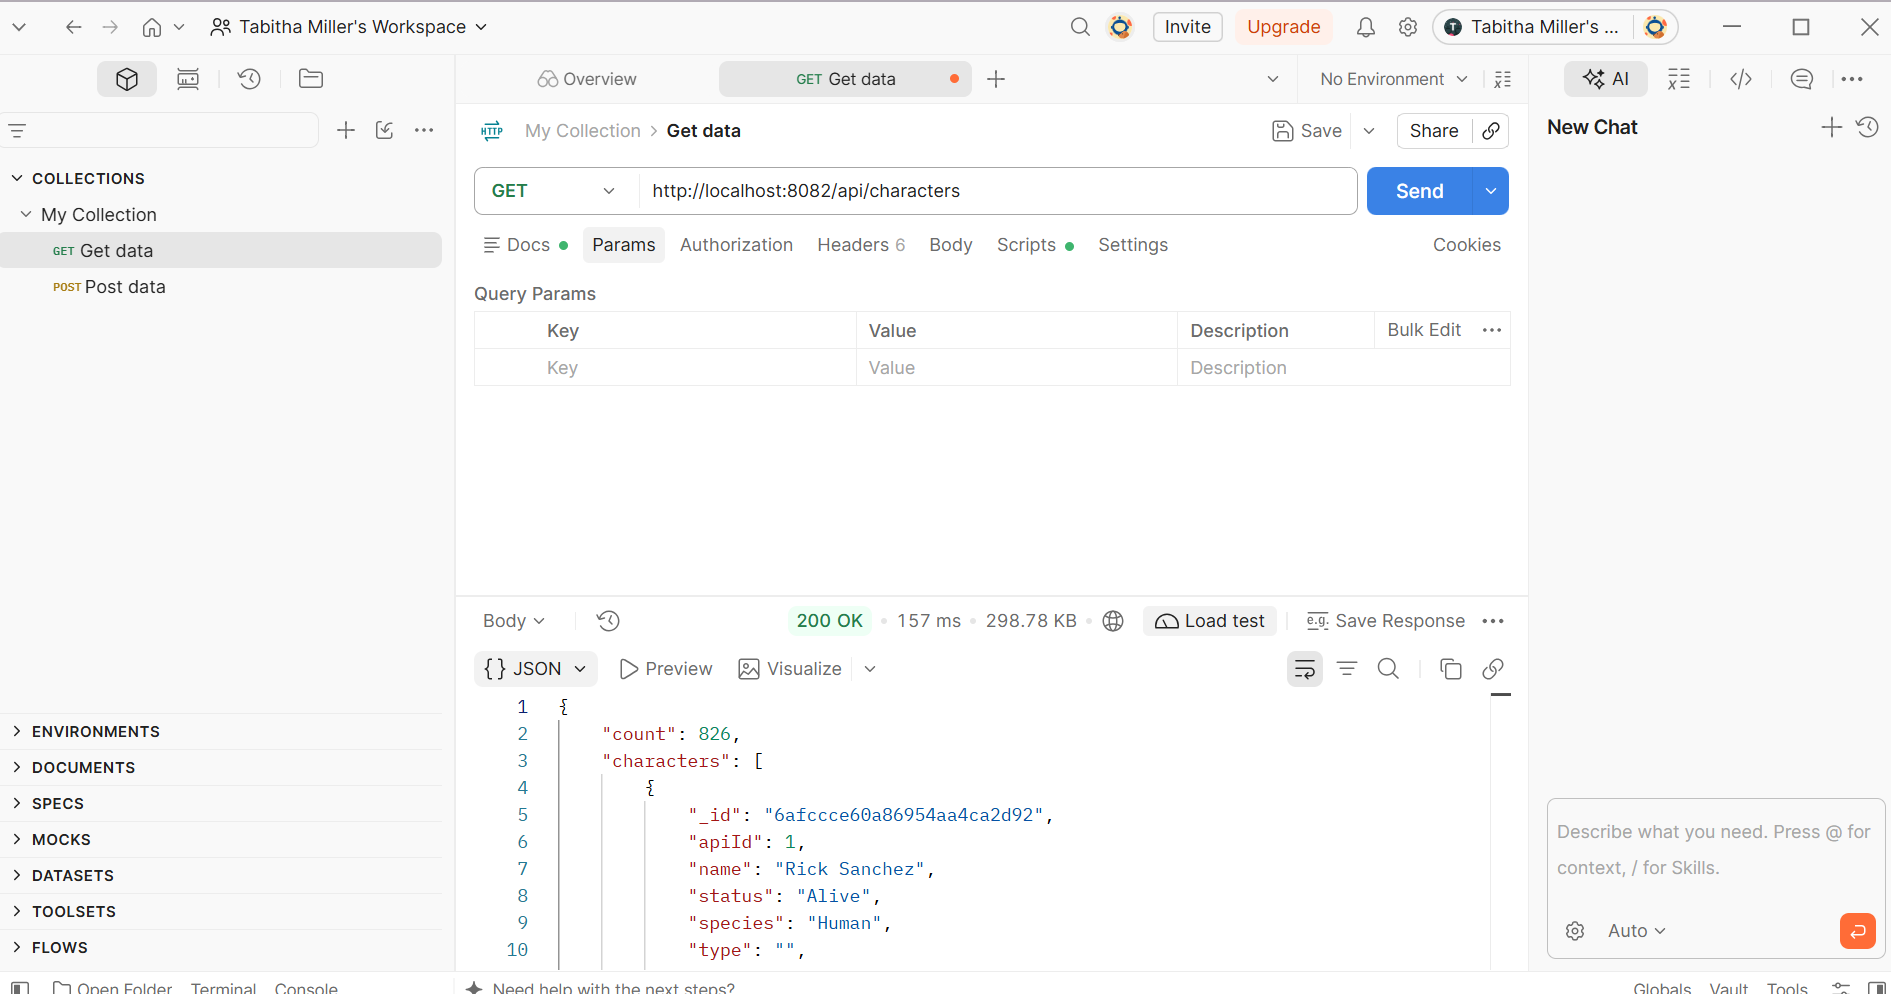 Tabitha Miller's Workspace
Invite
Upgrade
T Tabitha Miller's ...
Overview
GET Get data
No Environment
AI
COLLECTIONS
My Collection
GET Get data
POST Post data
ENVIRONMENTS
DOCUMENTS
SPECS
MOCKS
DATASETS
TOOLSETS
FLOWS
HTTP My Collection > Get data
Save
Share
GET http://localhost:8082/api/characters
Send
Docs Params Authorization Headers 6 Body Scripts Settings Cookies
Query Params
Key Value Description Bulk Edit
Key Value Description
Body 200 OK 157 ms 298.78 KB Load test e.g. Save Response
{} JSON Preview Visualize
1 {
2 "count": 826,
3 "characters": [
4 {
5 "_id": "6afccce60a86954aa4ca2d92",
6 "apiId": 1,
7 "name": "Rick Sanchez",
8 "status": "Alive",
9 "species": "Human",
10 "type": "",
New Chat
Describe what you need. Press @ for
context, / for Skills.
Auto
Open Folder Terminal Console
Need help with the next steps?
Globals Vault Tools